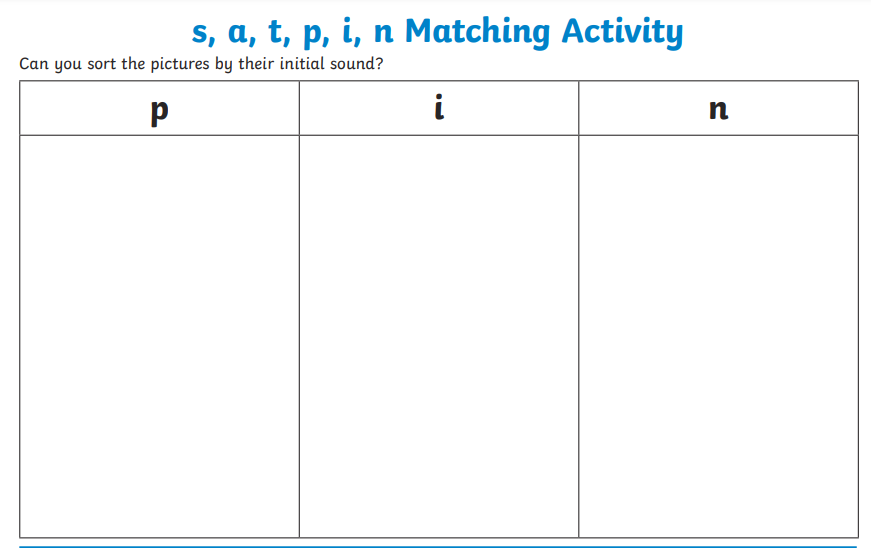 s, a, t, p, i, n Matching Activity
Can you sort the pictures by their initial sound?
p i n